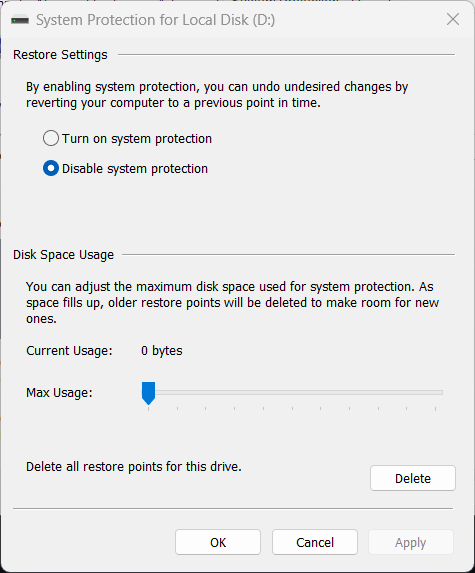 System Protection for Local Disk (D:)
Restore Settings
By enabling system protection, you can undo undesired changes by
reverting your computer to a previous point in time.
Turn on system protection
Disable system protection
Disk Space Usage
You can adjust the maximum disk space used for system protection. As
space fills up, older restore points will be deleted to make room for new
ones.
Current Usage: 0 bytes
Max Usage:
Delete all restore points for this drive.
Delete
OK Cancel Apply